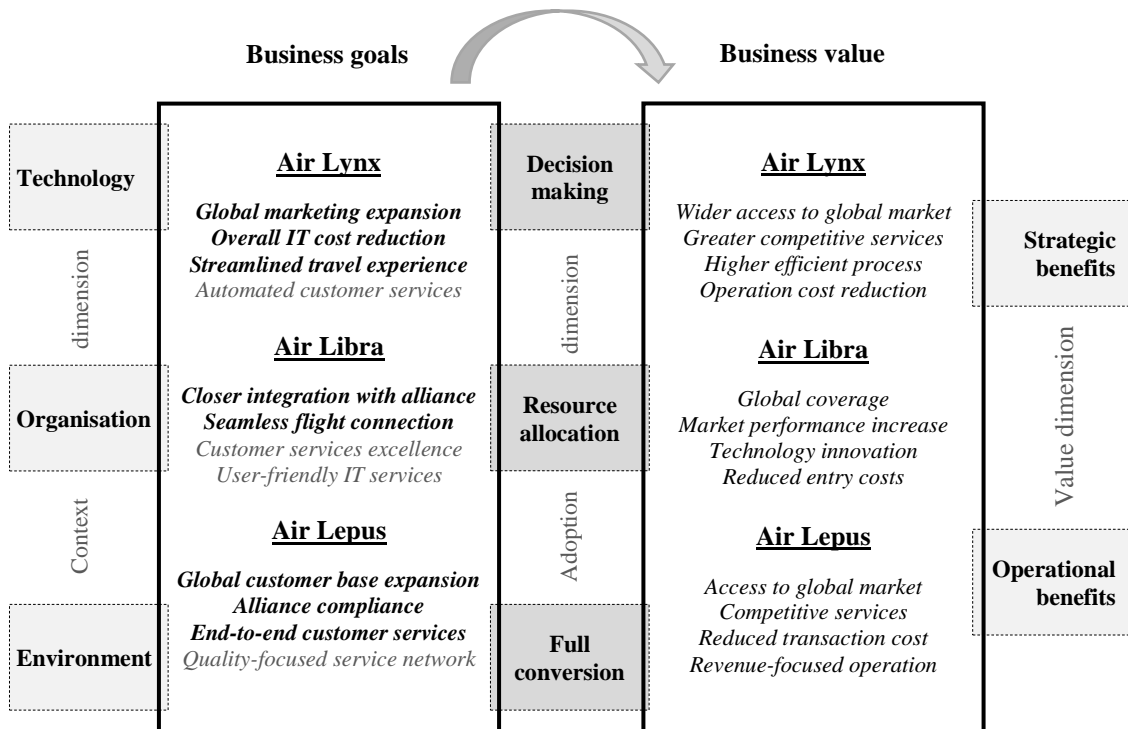 Business goals
Business value
Technology
dimension
Organisation
Context
Environment
Air Lynx
Global marketing expansion
Overall IT cost reduction
Streamlined travel experience
Automated customer services
Air Libra
Closer integration with alliance
Seamless flight connection
Customer services excellence
User-friendly IT services
Air Lepus
Global customer base expansion
Alliance compliance
End-to-end customer services
Quality-focused service network
Decision
making
dimension
Resource
allocation
Adoption
Full
conversion
Air Lynx
Wider access to global market
Greater competitive services
Higher efficient process
Operation cost reduction
Air Libra
Global coverage
Market performance increase
Technology innovation
Reduced entry costs
Air Lepus
Access to global market
Competitive services
Reduced transaction cost
Revenue-focused operation
Strategic
benefits
Value dimension
Operational
benefits